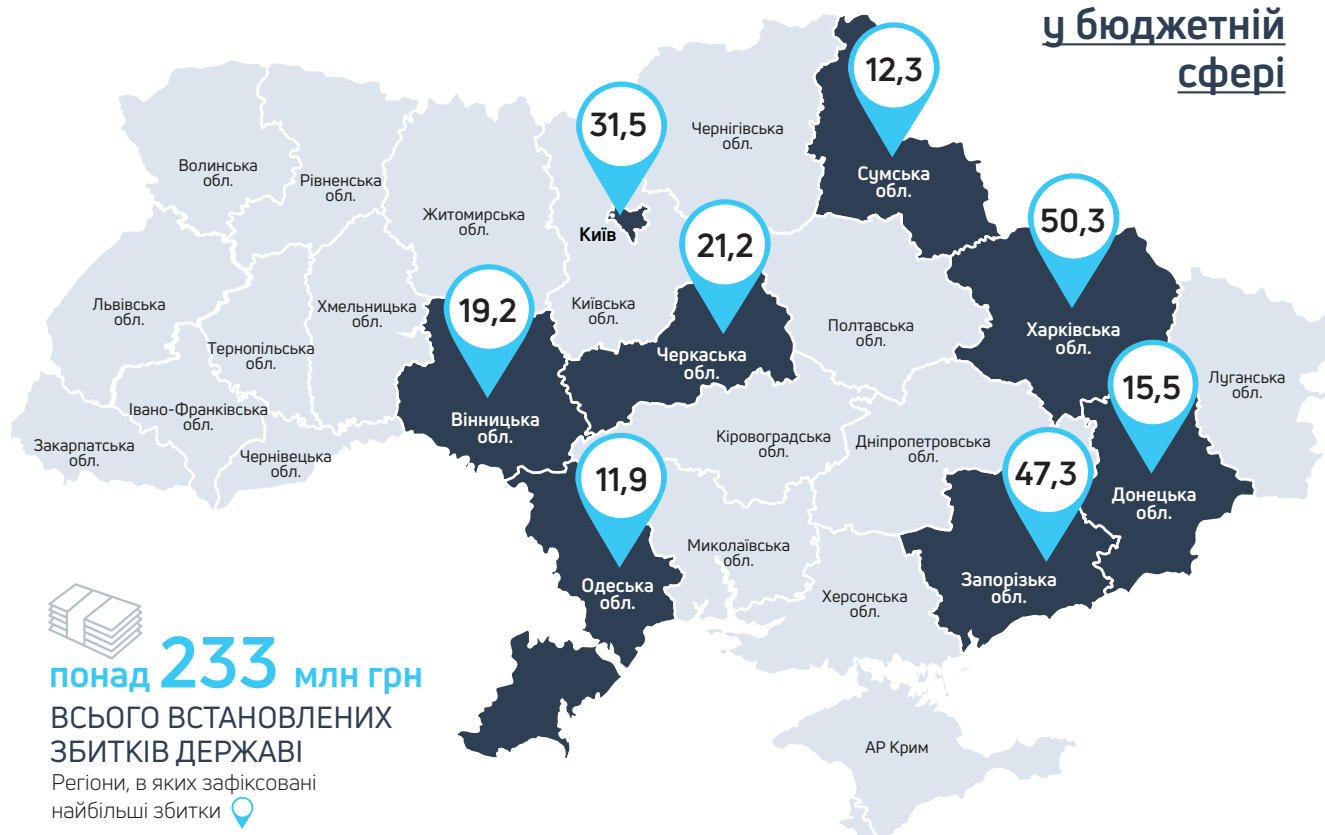 у бюджетній
сфері
12,3
31,5
Чернігівська
обл.
Волинська
обл.
Рівненська
обл.
Сумська
обл.
Житомирська
обл.
Київ
21,2
50,3
Львівська
обл.
Хмельницька
обл.
19,2
Київська
обл.
Полтавська
обл.
Харківська
обл.
Тернопільська
обл.
Черкаська
обл.
15,5
Луганська
обл.
Івано-Франківська
обл.
Вінницька
обл.
Закарпатська
обл.
Чернівецька
обл.
Кіровоградська
обл.
Дніпропетровська
обл.
11,9
47,3
Донецька
обл.
Миколаївська
обл.
Одеська
обл.
Херсонська
обл.
Запорізька
обл.
АР Крим
понад 233 млн грн
ВСЬОГО ВСТАНОВЛЕНИХ
ЗБИТКІВ ДЕРЖАВІ
Регіони, в яких зафіксовані
найбільші збитки